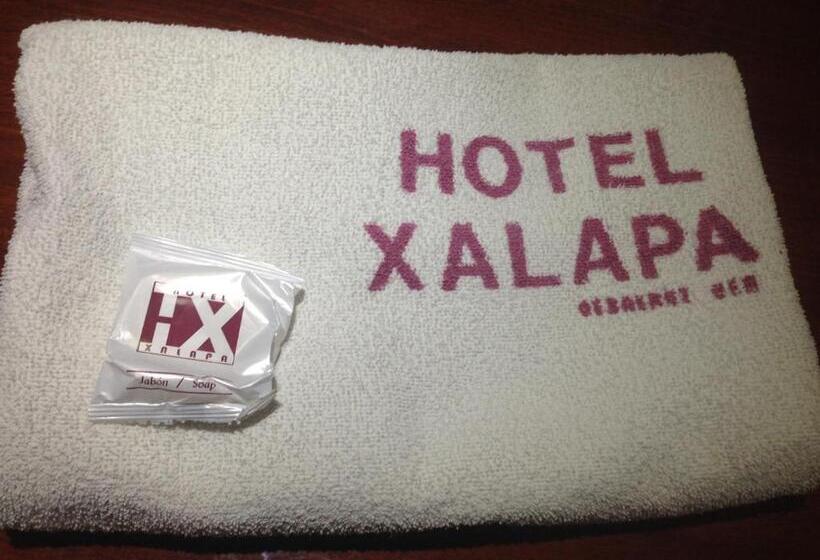 HOTEL
XALAPA
HOTEL
HX
XALAPA
Jabón / Soap